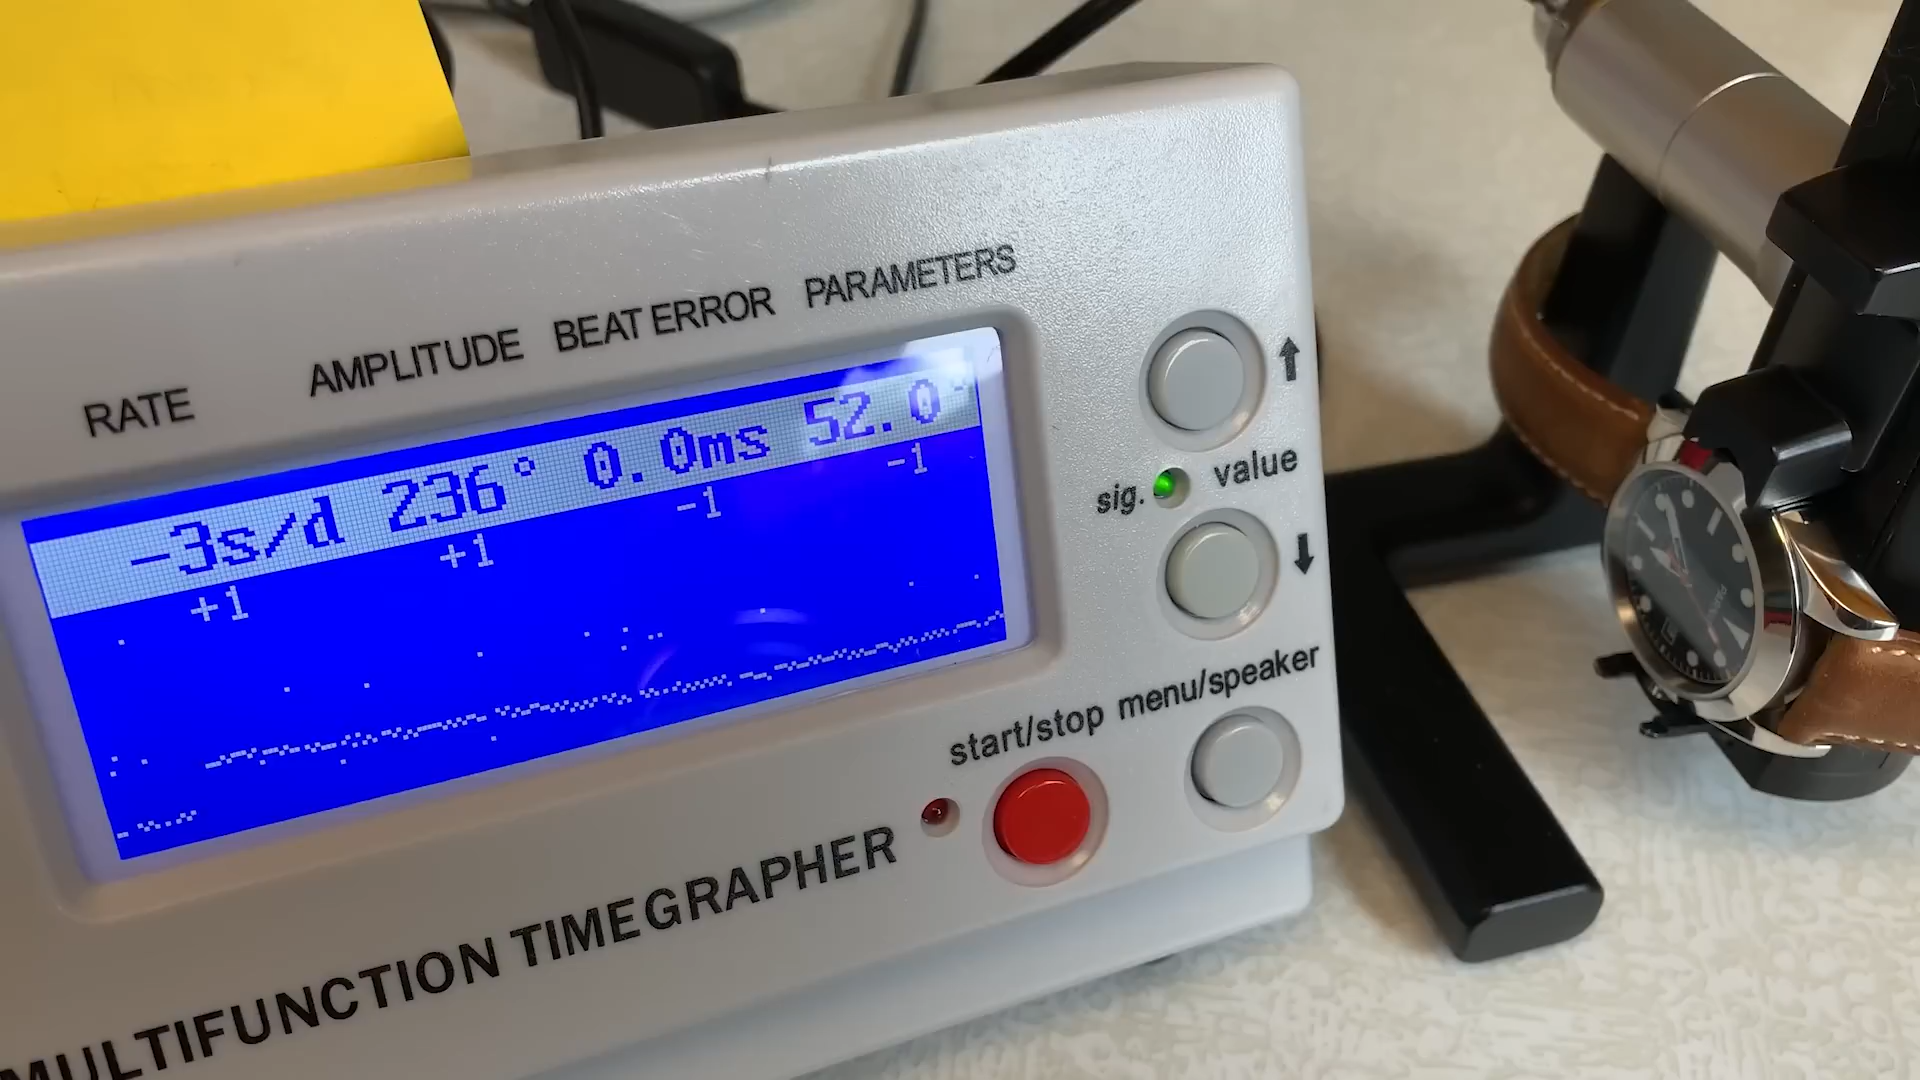 RATE AMPLITUDE BEAT ERROR PARAMETERS
-3s/d 236° 0.0ms 52.0°
+1 +1 -1 -1
sig. value
start/stop menu/speaker
MULTIFUNCTION TIMEGRAPHER